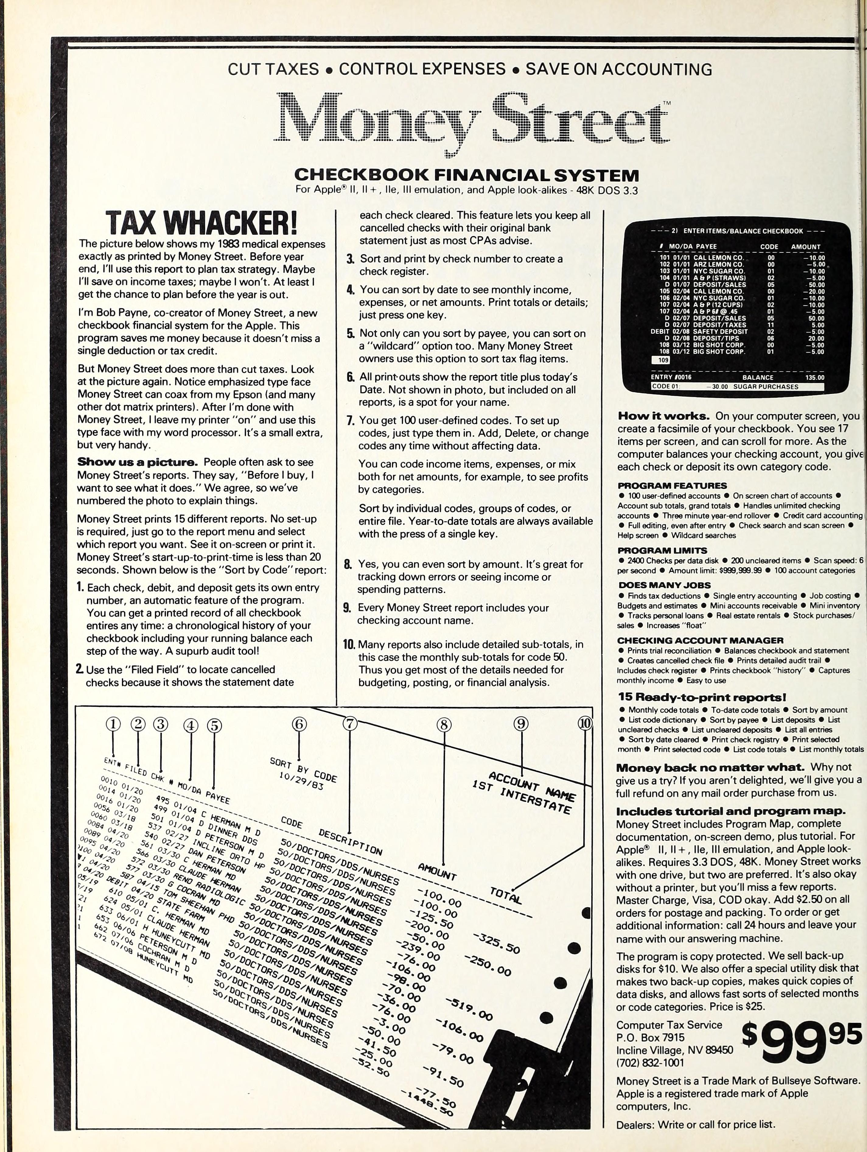 CUT TAXES • CONTROL EXPENSES • SAVE ON ACCOUNTING
Money Street™
CHECKBOOK FINANCIAL SYSTEM
For Apple® II, II + , IIe, III emulation, and Apple look-alikes - 48K DOS 3.3
TAX WHACKER!
The picture below shows my 1983 medical expenses
exactly as printed by Money Street. Before year
end, I'll use this report to plan tax strategy. Maybe
I'll save on income taxes; maybe I won't. At least I
get the chance to plan before the year is out.
I'm Bob Payne, co-creator of Money Street, a new
checkbook financial system for the Apple. This
program saves me money because it doesn't miss a
single deduction or tax credit.
But Money Street does more than cut taxes. Look
at the picture again. Notice emphasized type face
Money Street can coax from my Epson (and many
other dot matrix printers). After I'm done with
Money Street, I leave my printer "on" and use this
type face with my word processor. It's a small extra,
but very handy.
Show us a picture. People often ask to see
Money Street's reports. They say, "Before I buy, I
want to see what it does." We agree, so we've
numbered the photo to explain things.
Money Street prints 15 different reports. No set-up
is required, just go to the report menu and select
which report you want. See it on-screen or print it.
Money Street's start-up-to-print-time is less than 20
seconds. Shown below is the "Sort by Code" report:
1. Each check, debit, and deposit gets its own entry
number, an automatic feature of the program.
You can get a printed record of all checkbook
entires any time: a chronological history of your
checkbook including your running balance each
step of the way. A supurb audit tool!
2. Use the "Filed Field" to locate cancelled
checks because it shows the statement date
each check cleared. This feature lets you keep all
cancelled checks with their original bank
statement just as most CPAs advise.
3. Sort and print by check number to create a
check register.
4. You can sort by date to see monthly income,
expenses, or net amounts. Print totals or details;
just press one key.
5. Not only can you sort by payee, you can sort on
a "wildcard" option too. Many Money Street
owners use this option to sort tax flag items.
6. All print-outs show the report title plus today's
Date. Not shown in photo, but included on all
reports, is a spot for your name.
7. You get 100 user-defined codes. To set up
codes, just type them in. Add, Delete, or change
codes any time without affecting data.
You can code income items, expenses, or mix
both for net amounts, for example, to see profits
by categories.
Sort by individual codes, groups of codes, or
entire file. Year-to-date totals are always available
with the press of a single key.
8. Yes, you can even sort by amount. It's great for
tracking down errors or seeing income or
spending patterns.
9. Every Money Street report includes your
checking account name.
10. Many reports also include detailed sub-totals, in
this case the monthly sub-totals for code 50.
Thus you get most of the details needed for
budgeting, posting, or financial analysis.
--- 2) ENTER ITEMS/BALANCE CHECKBOOK ---
# MO/DA PAYEE CODE AMOUNT
101 01/01 CAL LEMON CO. 00 -10.00
102 01/01 ARZ LEMON CO. 00 -5.00
103 01/01 NYC SUGAR CO. 01 -10.00
104 01/01 A & P (STRAWS) 02 -5.00
D 01/07 DEPOSIT/SALES 05 50.00
105 02/04 CAL LEMON CO. 00 -20.00
106 02/04 NYC SUGAR CO. 01 -10.00
107 02/04 A & P (12 CUPS) 02 -10.00
107 02/04 A & P 6/@ .45 01 -5.00
D 02/07 DEPOSIT/SALES 05 50.00
D 02/07 DEPOSIT/TAXES 11 5.00
DEBIT 02/08 SAFETY DEPOSIT 02 -5.00
D 02/08 DEPOSIT/TIPS 06 20.00
108 03/12 BIG SHOT CORP. 00 -5.00
108 03/12 BIG SHOT CORP. 01 -5.00
109
ENTRY #0016 BALANCE 135.00
CODE 01: -30.00 SUGAR PURCHASES
How it works. On your computer screen, you
create a facsimile of your checkbook. You see 17
items per screen, and can scroll for more. As the
computer balances your checking account, you give
each check or deposit its own category code.
PROGRAM FEATURES
• 100 user-defined accounts • On screen chart of accounts •
Account sub totals, grand totals • Handles unlimited checking
accounts • Three minute year-end rollover • Credit card accounting
• Full editing, even after entry • Check search and scan screen •
Help screen • Wildcard searches
PROGRAM LIMITS
• 2400 Checks per data disk • 200 uncleared items • Scan speed: 6
per second • Amount limit: $999,999.99 • 100 account categories
DOES MANY JOBS
• Finds tax deductions • Single entry accounting • Job costing •
Budgets and estimates • Mini accounts receivable • Mini inventory
• Tracks personal loans • Real estate rentals • Stock purchases/
sales • Increases "float"
CHECKING ACCOUNT MANAGER
• Prints trial reconciliation • Balances checkbook and statement
• Creates cancelled check file • Prints detailed audit trail •
Includes check register • Prints checkbook "history" • Captures
monthly income • Easy to use
15 Ready-to-print reports!
• Monthly code totals • To-date code totals • Sort by amount
• List code dictionary • Sort by payee • List deposits • List
uncleared checks • List uncleared deposits • List all entries
• Sort by date cleared • Print check registry • Print selected
month • Print selected code • List code totals • List monthly totals
Money back no matter what. Why not
give us a try? If you aren't delighted, we'll give you a
full refund on any mail order purchase from us.
Includes tutorial and program map.
Money Street includes Program Map, complete
documentation, on-screen demo, plus tutorial. For
Apple® II, II + , IIe, III emulation, and Apple look-
alikes. Requires 3.3 DOS, 48K. Money Street works
with one drive, but two are preferred. It's also okay
without a printer, but you'll miss a few reports.
Master Charge, Visa, COD okay. Add $2.50 on all
orders for postage and packing. To order or get
additional information: call 24 hours and leave your
name with our answering machine.
The program is copy protected. We sell back-up
disks for $10. We also offer a special utility disk that
makes two back-up copies, makes quick copies of
data disks, and allows fast sorts of selected months
or code categories. Price is $25.
Computer Tax Service
P.O. Box 7915
Incline Village, NV 89450
(702) 832-1001
$99 95
Money Street is a Trade Mark of Bullseye Software.
Apple is a registered trade mark of Apple
computers, Inc.
Dealers: Write or call for price list.
1 2 3 4 5 6 7 8 9 10
SORT BY CODE
10/29/83
ACCOUNT NAME
1ST INTERSTATE
ENT# FILED CHK # MO/DA PAYEE CODE DESCRIPTION AMOUNT TOTAL
0010 01/20 495 01/04 C HERMAN M D 50/DOCTORS/DDS/NURSES -100.00
0014 01/20 499 01/04 D DINNER DDS 50/DOCTORS/DDS/NURSES -100.00
0016 01/20 501 01/04 D PETERSON M D 50/DOCTORS/DDS/NURSES -125.50
-325.50
0056 03/18 537 02/27 INCLINE ORTO HP 50/DOCTORS/DDS/NURSES -200.00
0060 03/18 540 02/27 DAN PETERSON 50/DOCTORS/DDS/NURSES -50.00
-250.00
0084 04/20 561 03/30 C HERMAN MD 50/DOCTORS/DDS/NURSES -239.00
0089 04/20 566 03/30 CLAUDE HERMAN 50/DOCTORS/DDS/NURSES -76.00
0095 04/20 572 03/30 RENO RADIOLOGIC 50/DOCTORS/DDS/NURSES -106.00
577 03/30 B COCHRAN MD 50/DOCTORS/DDS/NURSES -98.00
-519.00
587 04/15 TOM SHEEHAN PHD 50/DOCTORS/DDS/NURSES -70.00
DEBIT 04/20 STATE FARM 50/DOCTORS/DDS/NURSES -36.00
-106.00
610 05/01 C. HERMAN MD 50/DOCTORS/DDS/NURSES -76.00
624 05/01 CLAUDE HERMAN 50/DOCTORS/DDS/NURSES -3.00
-79.00
633 06/01 H HUNEYCUTT MD 50/DOCTORS/DDS/NURSES -50.00
653 06/06 PETERSON M D 50/DOCTORS/DDS/NURSES -41.50
-91.50
662 07/06 COCHRAN M D 50/DOCTORS/DDS/NURSES -25.00
672 07/08 HUNEYCUTT MD 50/DOCTORS/DDS/NURSES -52.50
-77.50
-1448.50